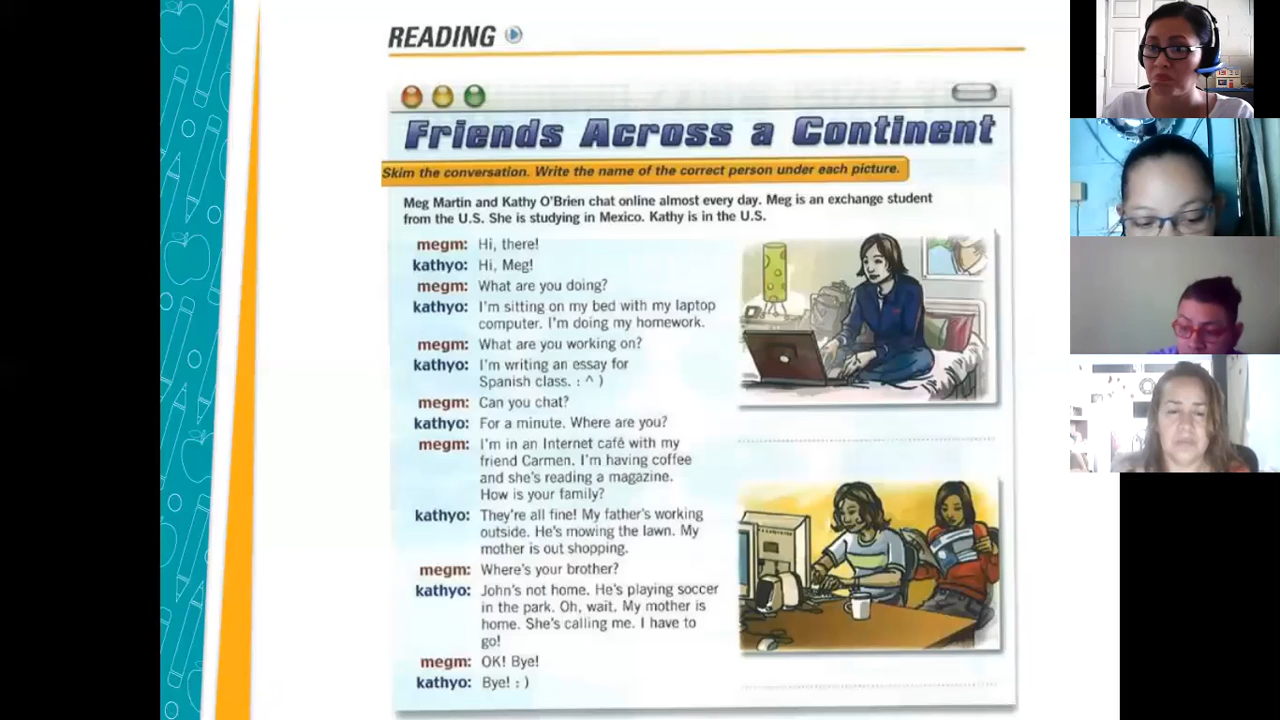 READING
Friends Across a Continent
Skim the conversation. Write the name of the correct person under each picture.
Meg Martin and Kathy O'Brien chat online almost every day. Meg is an exchange student
from the U.S. She is studying in Mexico. Kathy is in the U.S.
megm: Hi, there!
kathyo: Hi, Meg!
megm: What are you doing?
kathyo: I'm sitting on my bed with my laptop
computer. I'm doing my homework.
megm: What are you working on?
kathyo: I'm writing an essay for
Spanish class. : ^ )
megm: Can you chat?
kathyo: For a minute. Where are you?
megm: I'm in an Internet café with my
friend Carmen. I'm having coffee
and she's reading a magazine.
How is your family?
kathyo: They're all fine! My father's working
outside. He's mowing the lawn. My
mother is out shopping.
megm: Where's your brother?
kathyo: John's not home. He's playing soccer
in the park. Oh, wait. My mother is
home. She's calling me. I have to
go!
megm: OK! Bye!
kathyo: Bye! : )